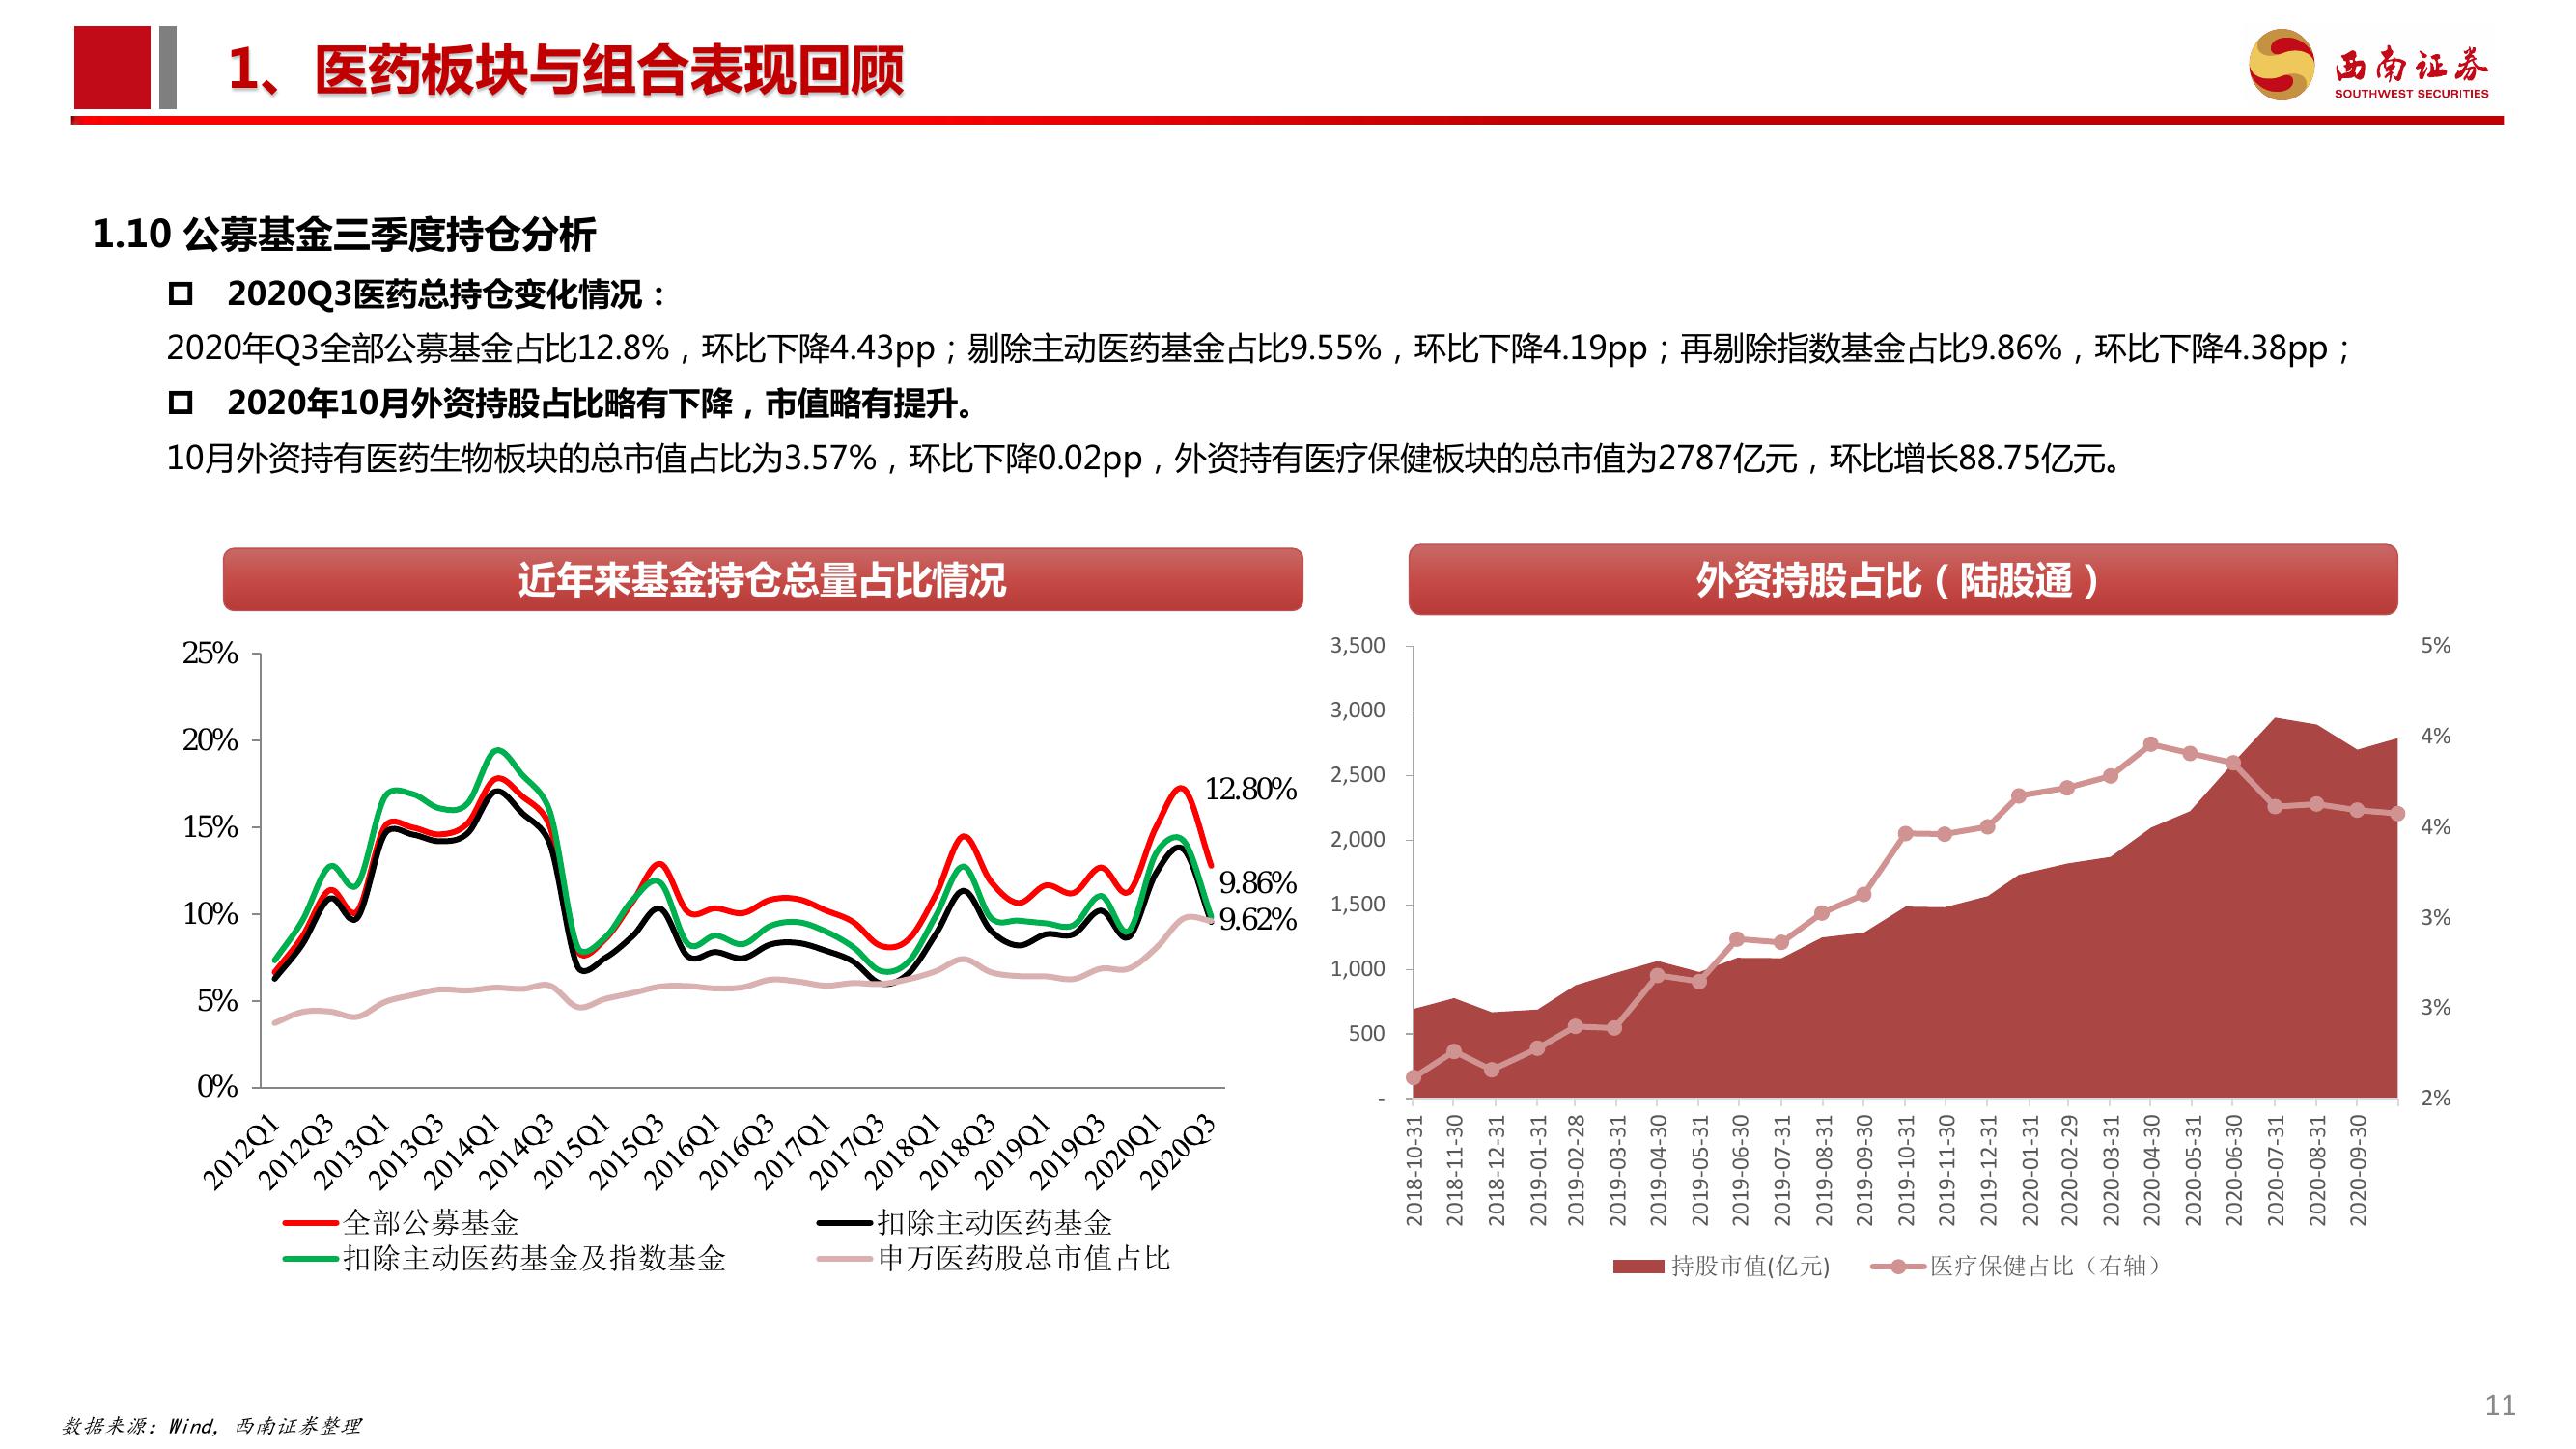 1、医药板块与组合表现回顾
西南证券
SOUTHWEST SECURITIES
1.10 公募基金三季度持仓分析
2020Q3医药总持仓变化情况：
2020年Q3全部公募基金占比12.8%，环比下降4.43pp；剔除主动医药基金占比9.55%，环比下降4.19pp；再剔除指数基金占比9.86%，环比下降4.38pp；
2020年10月外资持股占比略有下降，市值略有提升。
10月外资持有医药生物板块的总市值占比为3.57%，环比下降0.02pp，外资持有医疗保健板块的总市值为2787亿元，环比增长88.75亿元。
近年来基金持仓总量占比情况
25%
20%
15%
10%
5%
0%
12.80%
9.86%
9.62%
2012Q1
2012Q3
2013Q1
2013Q3
2014Q1
2014Q3
2015Q1
2015Q3
2016Q1
2016Q3
2017Q1
2017Q3
2018Q1
2018Q3
2019Q1
2019Q3
2020Q1
2020Q3
全部公募基金
扣除主动医药基金
扣除主动医药基金及指数基金
申万医药股总市值占比
外资持股占比（陆股通）
3,500
3,000
2,500
2,000
1,500
1,000
500
-
5%
4%
4%
3%
3%
2%
2018-10-31
2018-11-30
2018-12-31
2019-01-31
2019-02-28
2019-03-31
2019-04-30
2019-05-31
2019-06-30
2019-07-31
2019-08-31
2019-09-30
2019-10-31
2019-11-30
2019-12-31
2020-01-31
2020-02-29
2020-03-31
2020-04-30
2020-05-31
2020-06-30
2020-07-31
2020-08-31
2020-09-30
持股市值(亿元)
医疗保健占比（右轴）
数据来源：Wind，西南证券整理
11